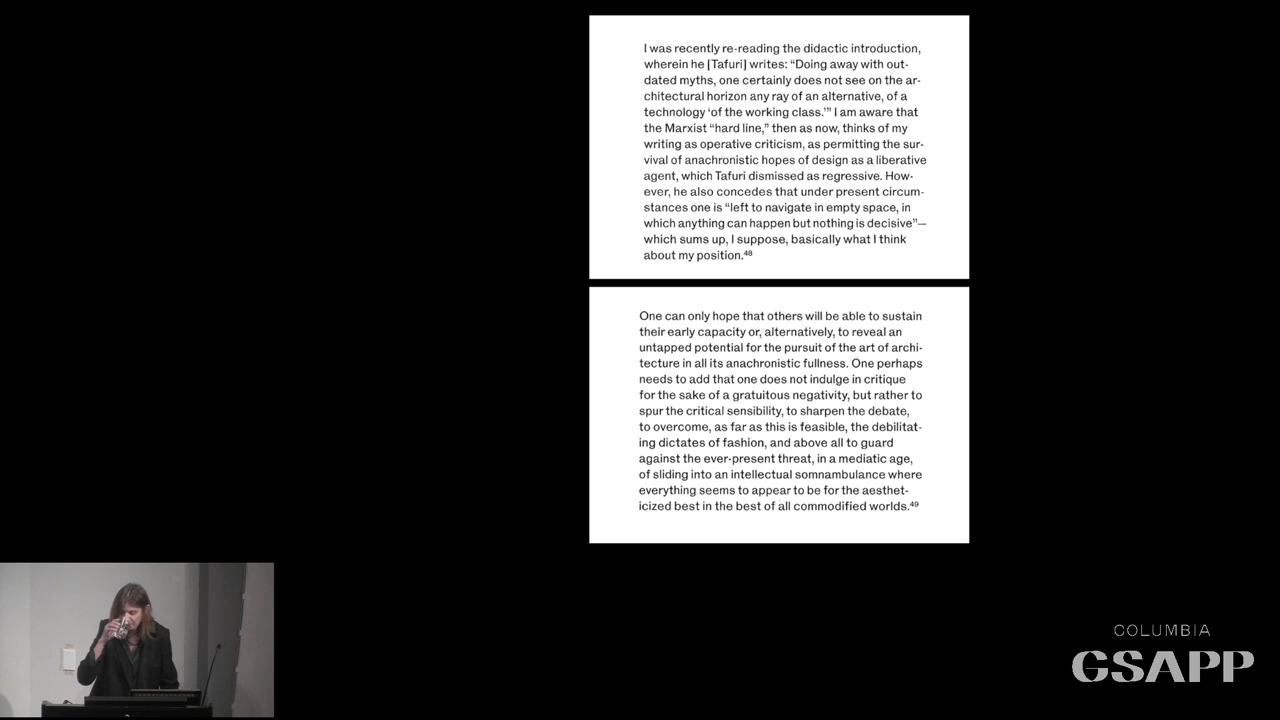 I was recently re-reading the didactic introduction,
wherein he [Tafuri] writes: “Doing away with out-
dated myths, one certainly does not see on the ar-
chitectural horizon any ray of an alternative, of a
technology ‘of the working class.’” I am aware that
the Marxist “hard line,” then as now, thinks of my
writing as operative criticism, as permitting the sur-
vival of anachronistic hopes of design as a liberative
agent, which Tafuri dismissed as regressive. How-
ever, he also concedes that under present circum-
stances one is “left to navigate in empty space, in
which anything can happen but nothing is decisive”—
which sums up, I suppose, basically what I think
about my position.⁴⁸
One can only hope that others will be able to sustain
their early capacity or, alternatively, to reveal an
untapped potential for the pursuit of the art of archi-
tecture in all its anachronistic fullness. One perhaps
needs to add that one does not indulge in critique
for the sake of a gratuitous negativity, but rather to
spur the critical sensibility, to sharpen the debate,
to overcome, as far as this is feasible, the debilitat-
ing dictates of fashion, and above all to guard
against the ever-present threat, in a mediatic age,
of sliding into an intellectual somnambulance where
everything seems to appear to be for the aesthet-
icized best in the best of all commodified worlds.⁴⁹
COLUMBIA
GSAPP